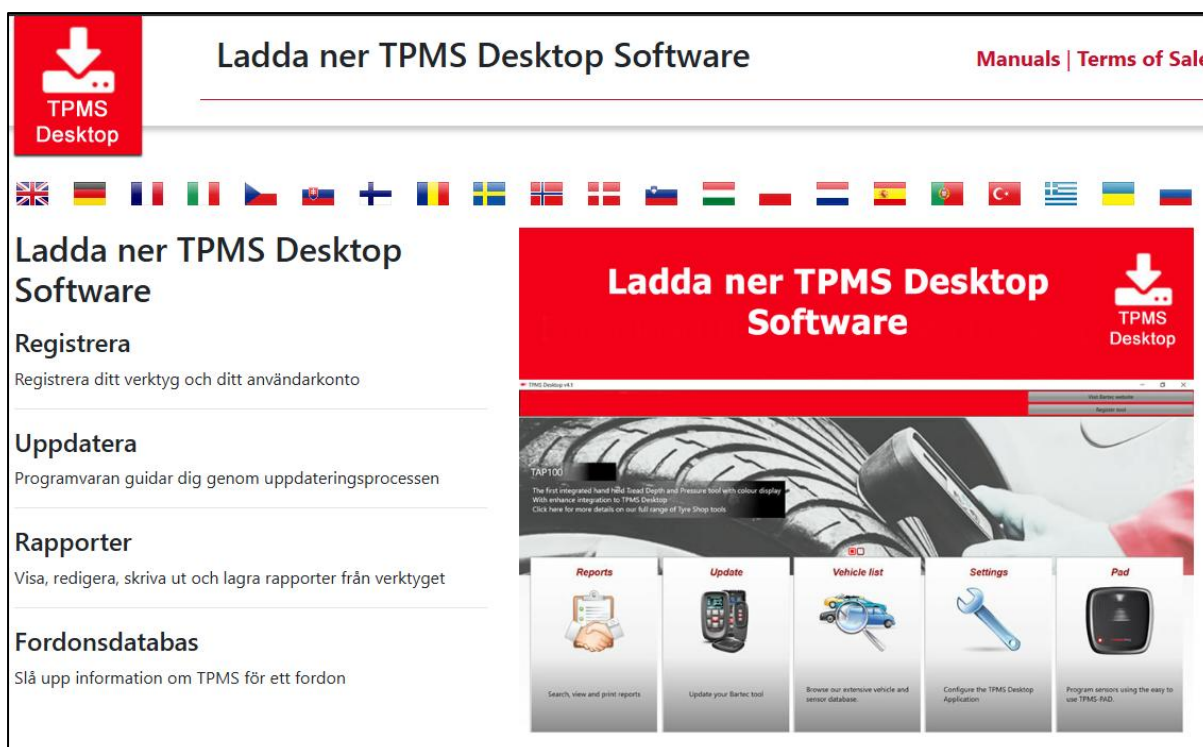 TPMS
Desktop
Ladda ner TPMS Desktop Software
Manuals | Terms of Sale
Ladda ner TPMS Desktop
Software
Registrera
Registrera ditt verktyg och ditt användarkonto
Uppdatera
Programvaran guidar dig genom uppdateringsprocessen
Rapporter
Visa, redigera, skriva ut och lagra rapporter från verktyget
Fordonsdatabas
Slå upp information om TPMS för ett fordon
Ladda ner TPMS Desktop
Software
TPMS
Desktop
TPMS Desktop v4.1
Visit Bartec website
Register tool
TAP100
The first integrated hand held Tread Depth and Pressure tool with colour display
With enhance integration to TPMS Desktop
Click here for more details on our full range of Tyre Shop tools
Reports
Search, view and print reports
Update
Update your Bartec tool
Vehicle list
Browse our extensive vehicle and
sensor database.
Settings
Configure the TPMS Desktop
Application
Pad
Program sensors using the easy to
use TPMS-PAD.